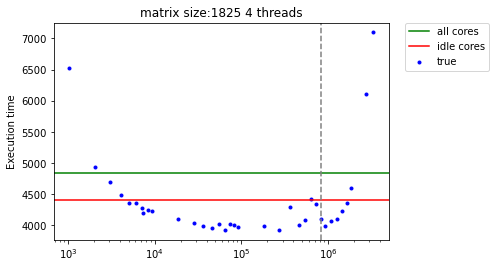 matrix size:1825 4 threads
Execution time
7000
6500
6000
5500
5000
4500
4000
10³
10⁴
10⁵
10⁶
all cores
idle cores
true